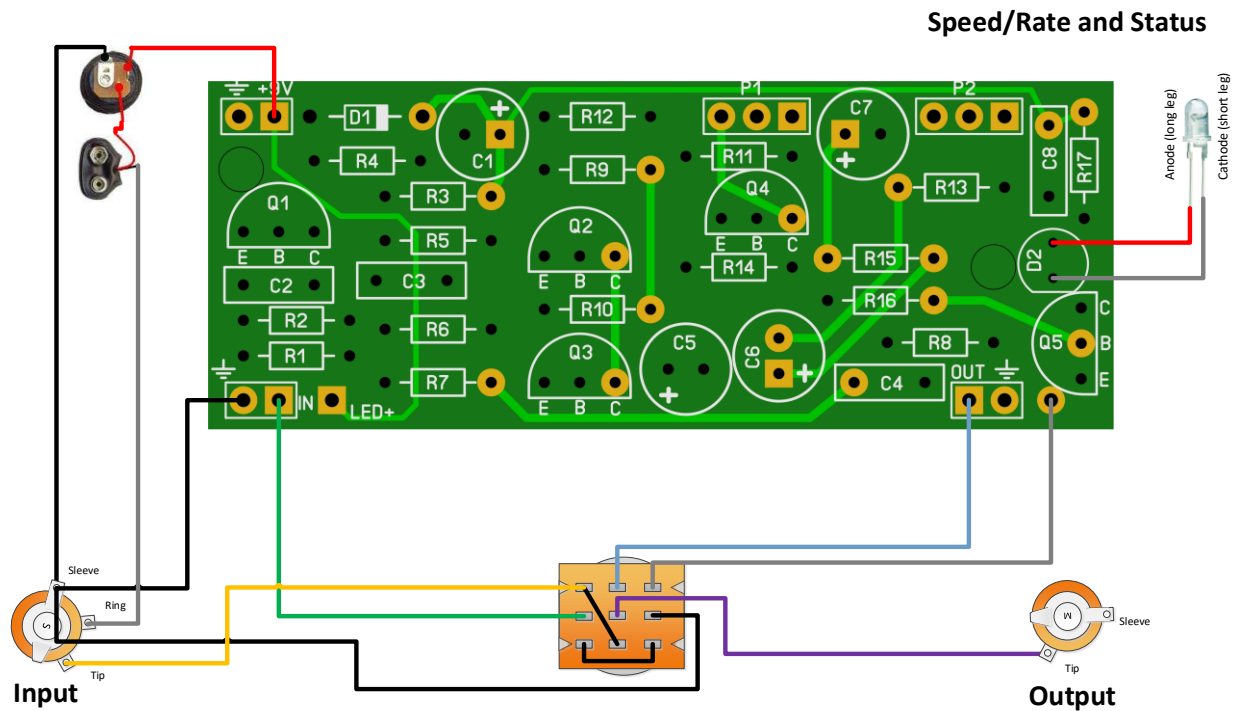 Speed/Rate and Status
+9V
P1
P2
D1
R12
C7
C1
R4
R11
R9
C8
R17
R3
Q4
R13
Q1
Q2
R5
E B C
E B C
R14
R15
D2
C2
C3
E B C
R16
R10
C
R2
R6
C5
C6
R8
Q5
B
R1
Q3
OUT
E
R7
C4
IN
LED+
E B C
Anode (long leg)
Cathode (short leg)
Sleeve
Ring
S
Tip
Input
M
Sleeve
Tip
Output